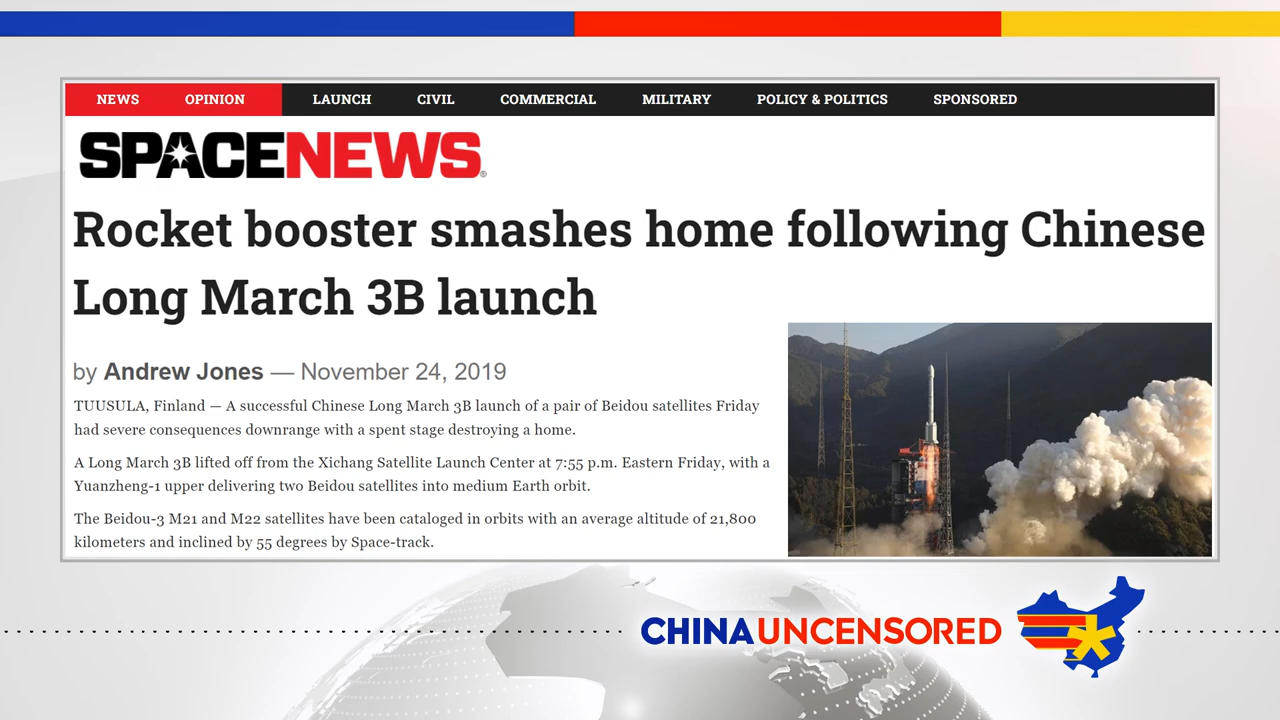 NEWS OPINION LAUNCH CIVIL COMMERCIAL MILITARY POLICY & POLITICS SPONSORED
SPACENEWS®
Rocket booster smashes home following Chinese
Long March 3B launch
by Andrew Jones — November 24, 2019
TUUSULA, Finland — A successful Chinese Long March 3B launch of a pair of Beidou satellites Friday
had severe consequences downrange with a spent stage destroying a home.
A Long March 3B lifted off from the Xichang Satellite Launch Center at 7:55 p.m. Eastern Friday, with a
Yuanzheng-1 upper delivering two Beidou satellites into medium Earth orbit.
The Beidou-3 M21 and M22 satellites have been cataloged in orbits with an average altitude of 21,800
kilometers and inclined by 55 degrees by Space-track.
CHINA UNCENSORED